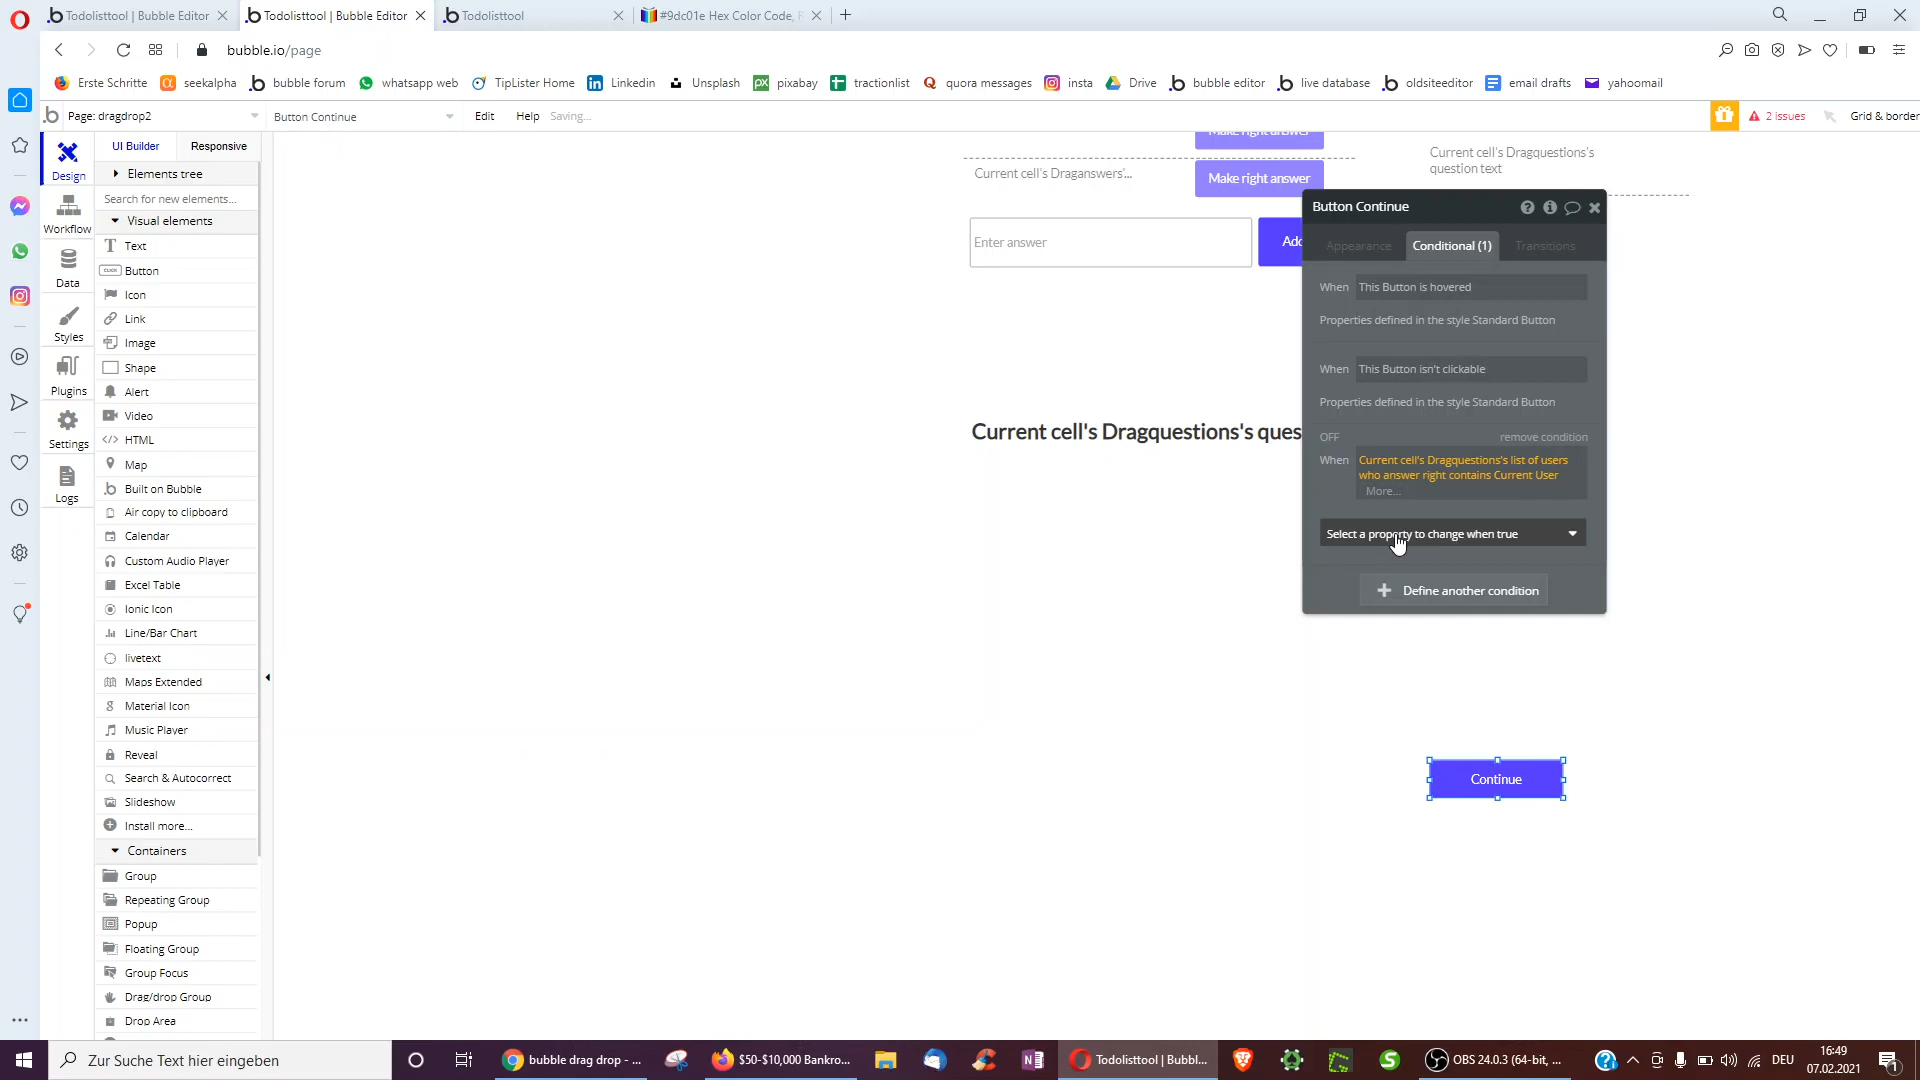 Todolisttool | Bubble Editor
Todolisttool | Bubble Editor
Todolisttool
#9dc01e Hex Color Code,
bubble.io/page
Erste Schritte
seekalpha
bubble forum
whatsapp web
TipLister Home
Linkedin
Unsplash
pixabay
tractionlist
quora messages
insta
Drive
bubble editor
live database
oldsiteeditor
email drafts
yahoomail
Page: dragdrop2
Button Continue
Edit
Help
Saving...
2 issues
Grid & border
Design
Workflow
Data
Styles
Plugins
Settings
Logs
UI Builder
Responsive
Elements tree
Search for new elements...
Visual elements
Text
CLICK
Button
Icon
Link
Image
Shape
Alert
Video
HTML
Map
Built on Bubble
Air copy to clipboard
Calendar
Custom Audio Player
Excel Table
Ionic Icon
Line/Bar Chart
livetext
Maps Extended
Material Icon
Music Player
Reveal
Search & Autocorrect
Slideshow
Install more...
Containers
Group
Repeating Group
Popup
Floating Group
Group Focus
Drag/drop Group
Drop Area
Make right answer
Current cell's Draganswers'...
Make right answer
Current cell's Dragquestions's
question text
Enter answer
Add
Current cell's Dragquestions's ques
Button Continue
Appearance
Conditional (1)
Transitions
When
This Button is hovered
Properties defined in the style Standard Button
When
This Button isn't clickable
Properties defined in the style Standard Button
OFF
remove condition
When
Current cell's Dragquestions's list of users
who answer right contains Current User
More...
Select a property to change when true
Define another condition
Continue
Zur Suche Text hier eingeben
bubble drag drop - ...
$50-$10,000 Bankro...
Todolisttool | Bubbl...
OBS 24.0.3 (64-bit, ...
DEU
16:49
07.02.2021
1